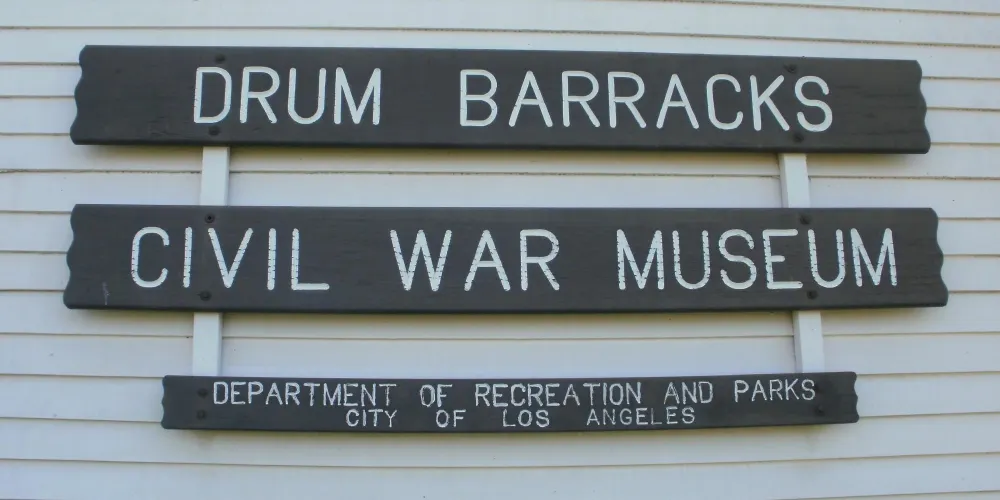 DRUM BARRACKS
CIVIL WAR MUSEUM
DEPARTMENT OF RECREATION AND PARKS
CITY OF LOS ANGELES